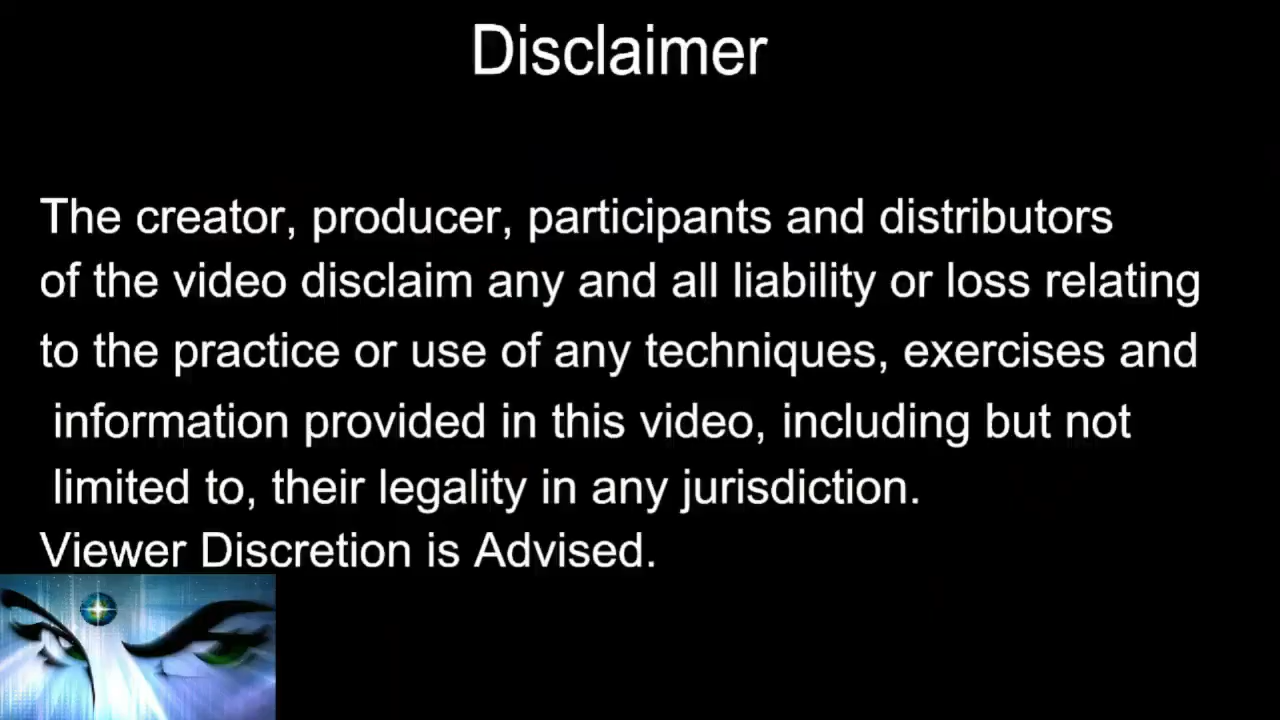 Disclaimer
The creator, producer, participants and distributors
of the video disclaim any and all liability or loss relating
to the practice or use of any techniques, exercises and
information provided in this video, including but not
limited to, their legality in any jurisdiction.
Viewer Discretion is Advised.